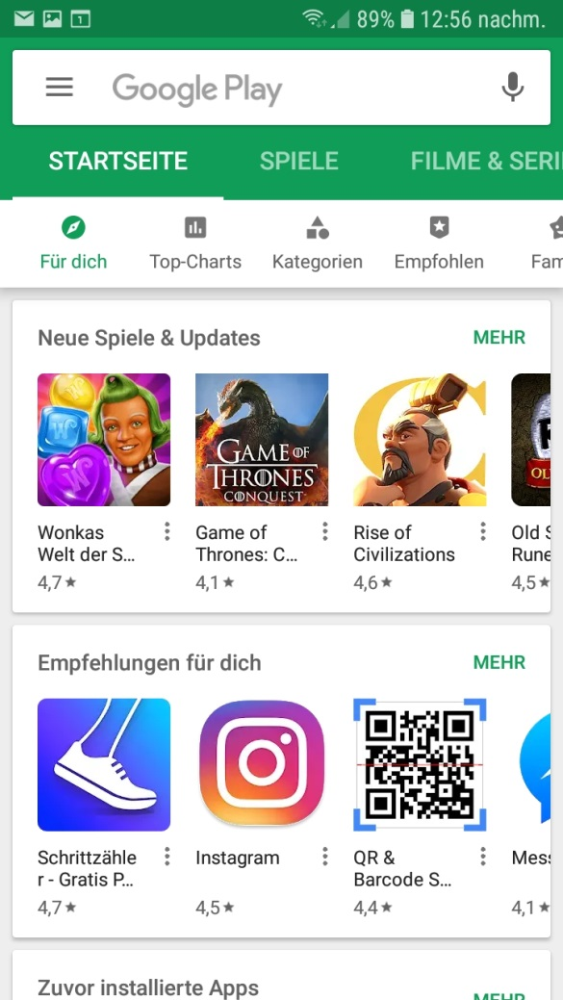 1
89% 12:56 nachm.
Google Play
STARTSEITE SPIELE FILME & SERI
Für dich Top-Charts Kategorien Empfohlen Fam
Neue Spiele & Updates MEHR
W
W
W
GAME OF
THRONES
CONQUEST
OL
Wonkas Game of Rise of Old S
Welt der S... Thrones: C... Civilizations Rune
4,7★ 4,1★ 4,6★ 4,5★
Empfehlungen für dich MEHR
Schrittzähle Instagram QR & Mess
r - Gratis P... Barcode S...
4,7★ 4,5★ 4,4★ 4,1★
Zuvor installierte Apps MEHR